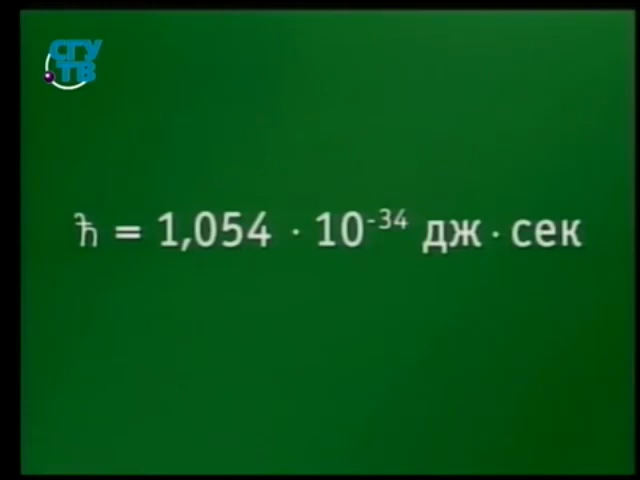 СГУ
ТВ
ħ = 1,054 · 10⁻³⁴ дж · сек